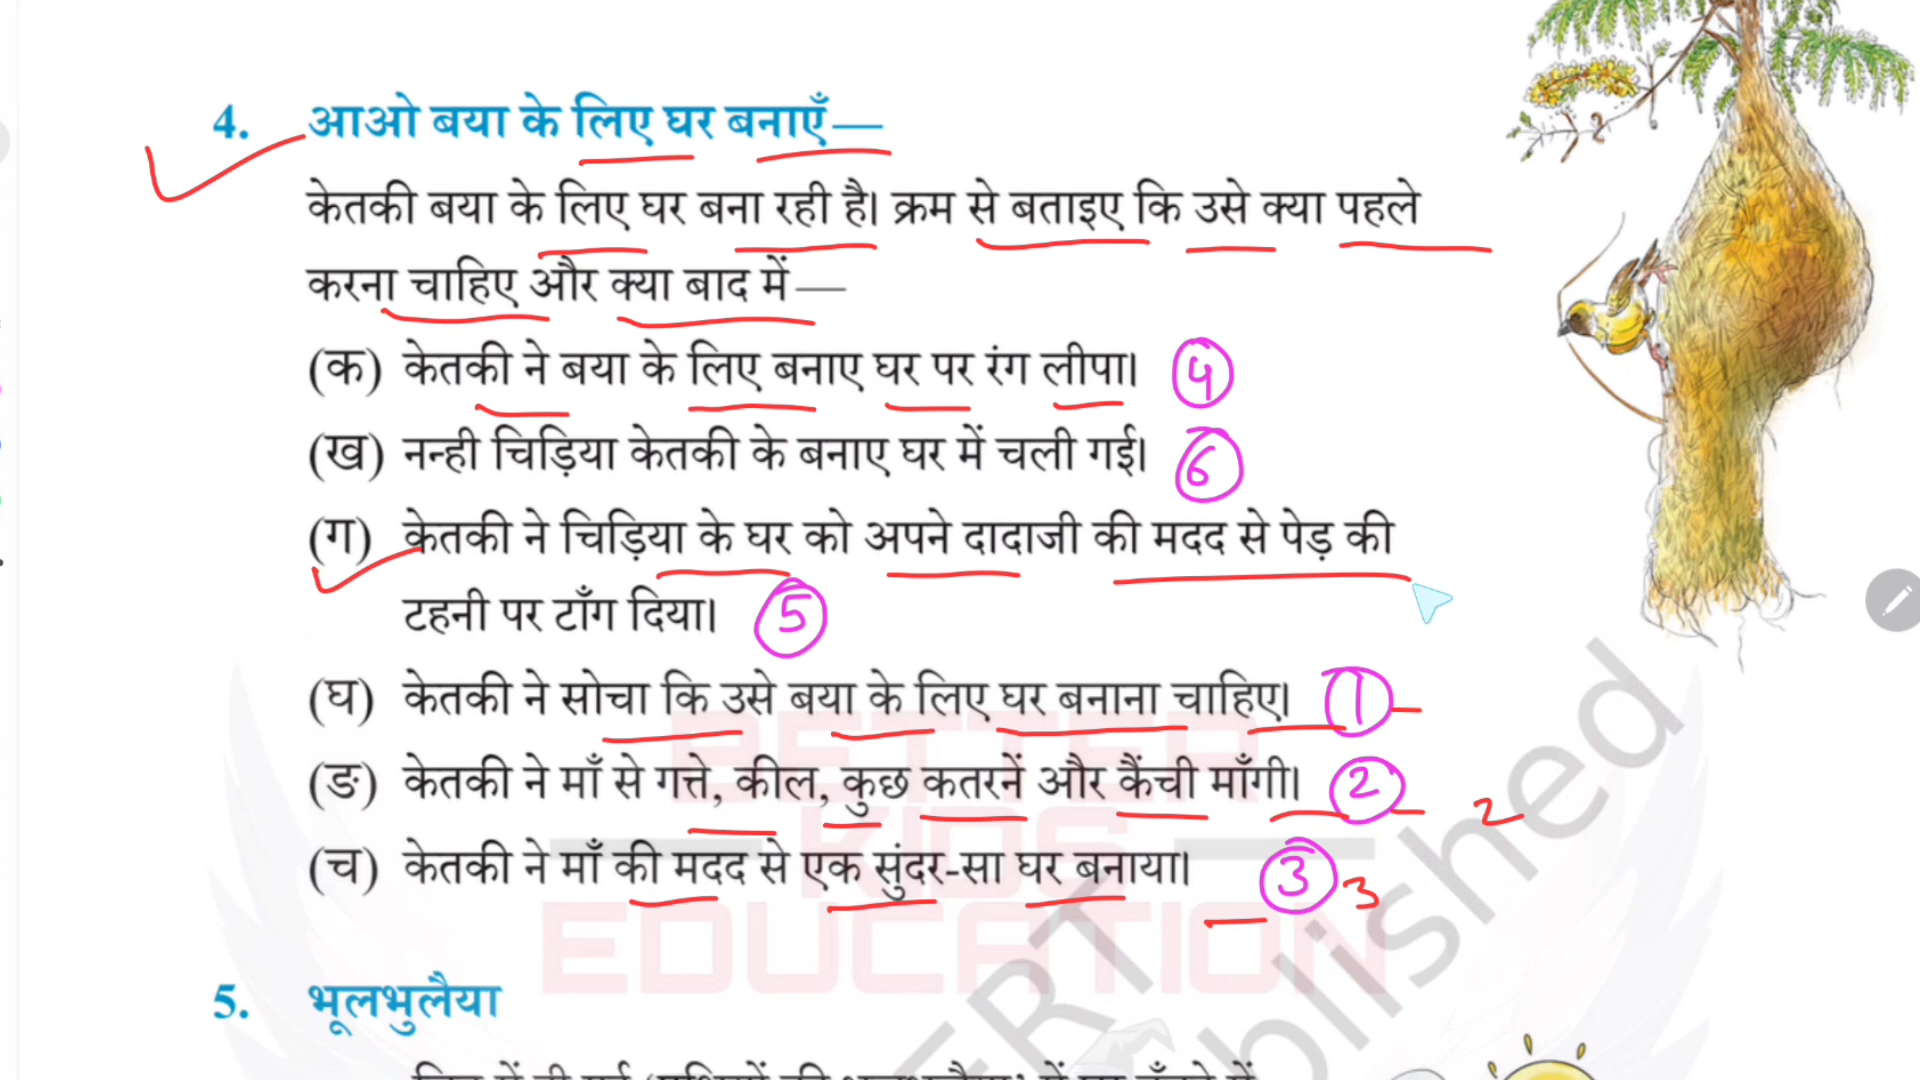 4. आओ बया के लिए घर बनाएँ—
केतकी बया के लिए घर बना रही है। क्रम से बताइए कि उसे क्या पहले
करना चाहिए और क्या बाद में—
(क) केतकी ने बया के लिए बनाए घर पर रंग लीपा। 4
(ख) नन्ही चिड़िया केतकी के बनाए घर में चली गई। 6
(ग) केतकी ने चिड़िया के घर को अपने दादाजी की मदद से पेड़ की
टहनी पर टाँग दिया। 5
(घ) केतकी ने सोचा कि उसे बया के लिए घर बनाना चाहिए। 1
(ङ) केतकी ने माँ से गत्ते, कील, कुछ कतरनें और कैंची माँगी। 2 2
(च) केतकी ने माँ की मदद से एक सुंदर-सा घर बनाया। 3 3
BETTER
KIDS
EDUCATION
5. भूलभुलैया